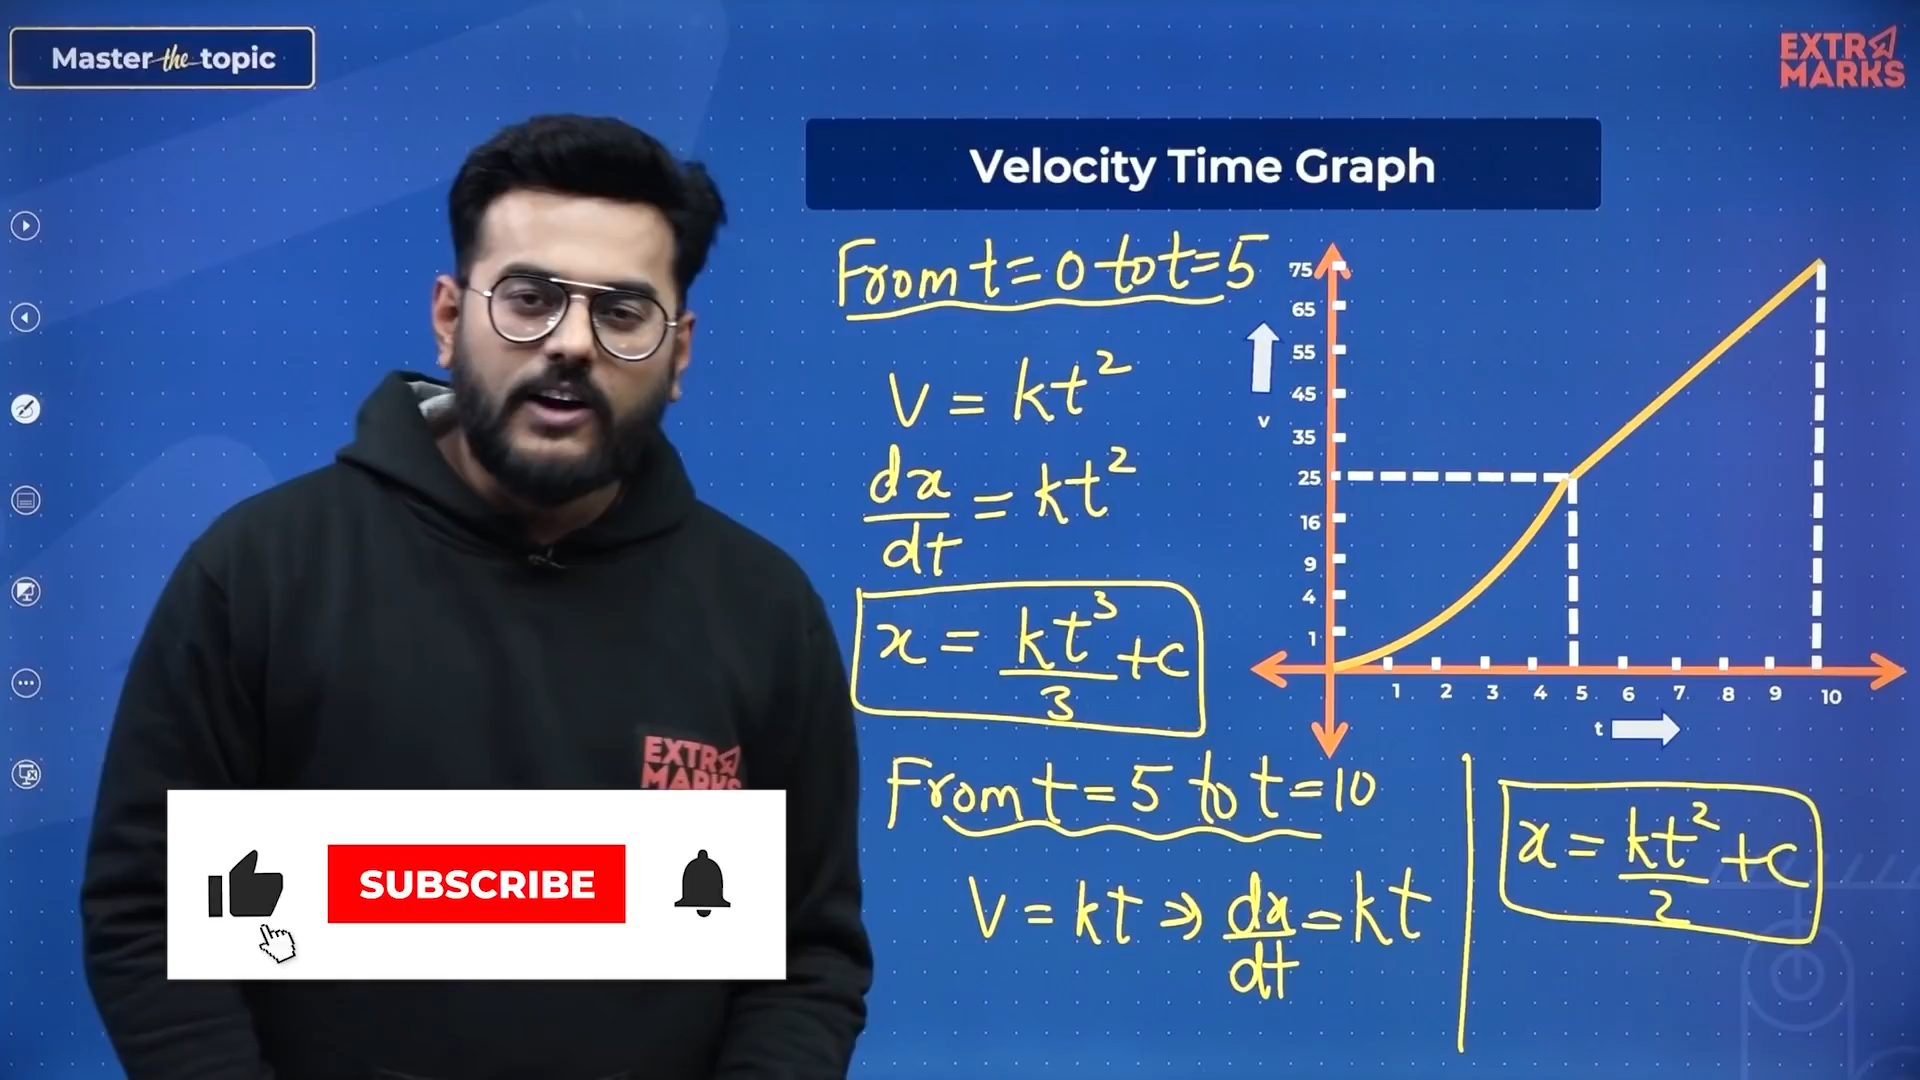 Master the topic
EXTRA
MARKS
Velocity Time Graph
From t = 0 to t = 5
V = kt²
dx/dt = kt²
x = kt³/3 + c
75
65
55
45
35
25
16
9
4
1
v
1 2 3 4 5 6 7 8 9 10
t
From t = 5 to t = 10
V = kt ⇒ dx/dt = kt
x = kt²/2 + c
EXTRA
MARKS
SUBSCRIBE